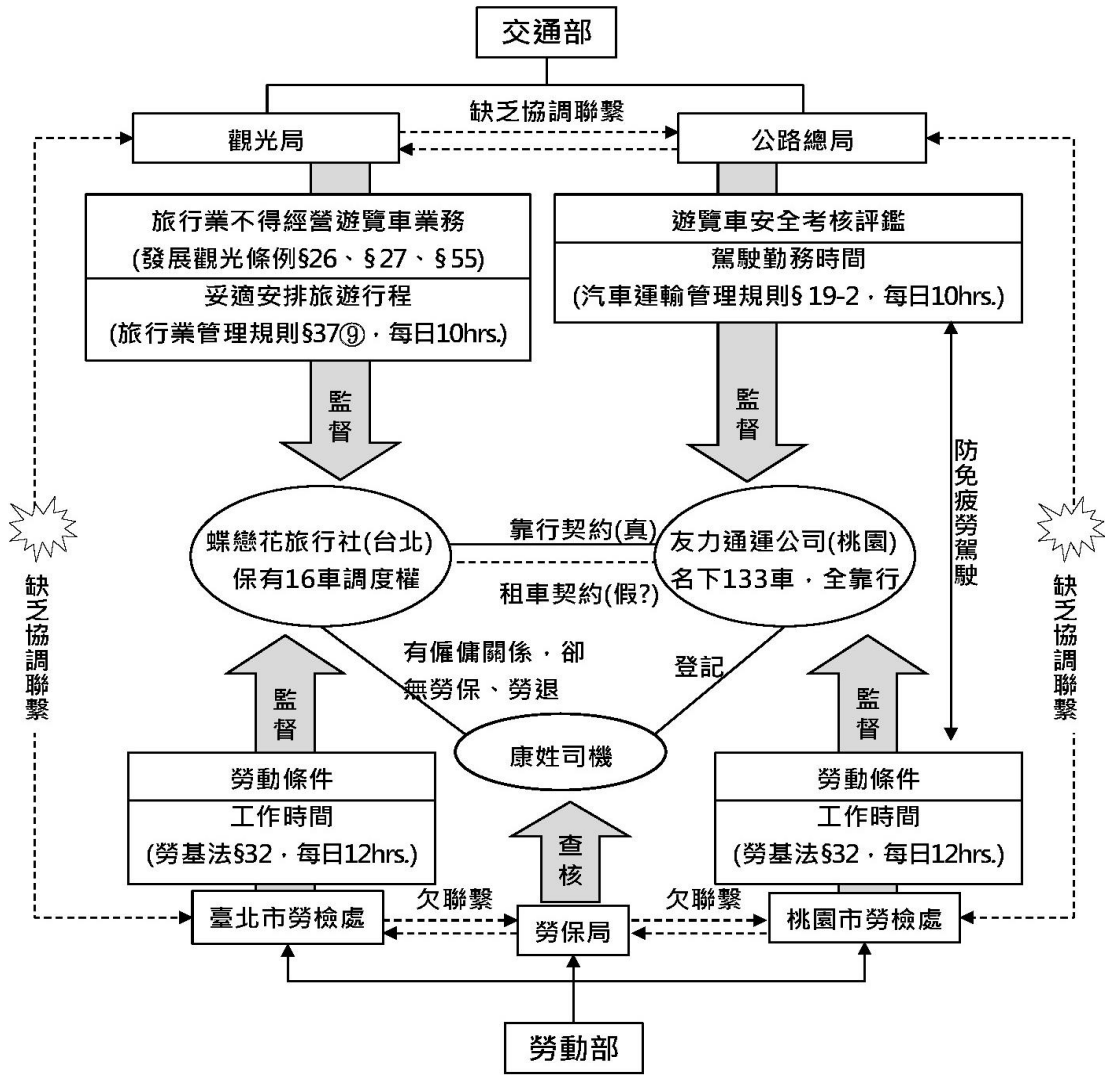 交通部
缺乏協調聯繫
觀光局
公路總局
旅行業不得經營遊覽車業務
(發展觀光條例§26、§27、§55)
妥適安排旅遊行程
(旅行業管理規則§37⑨，每日10hrs.)
遊覽車安全考核評鑑
駕駛勤務時間
(汽車運輸管理規則§19-2，每日10hrs.)
監督
監督
防免疲勞駕駛
缺乏協調聯繫
缺乏協調聯繫
蝶戀花旅行社(台北)
保有16車調度權
靠行契約(真)
租車契約(假?)
友力通運公司(桃園)
名下133車，全靠行
有僱傭關係，卻
無勞保、勞退
登記
監督
監督
康姓司機
勞動條件
工作時間
(勞基法§32，每日12hrs.)
查核
勞動條件
工作時間
(勞基法§32，每日12hrs.)
臺北市勞檢處
欠聯繫
勞保局
欠聯繫
桃園市勞檢處
勞動部